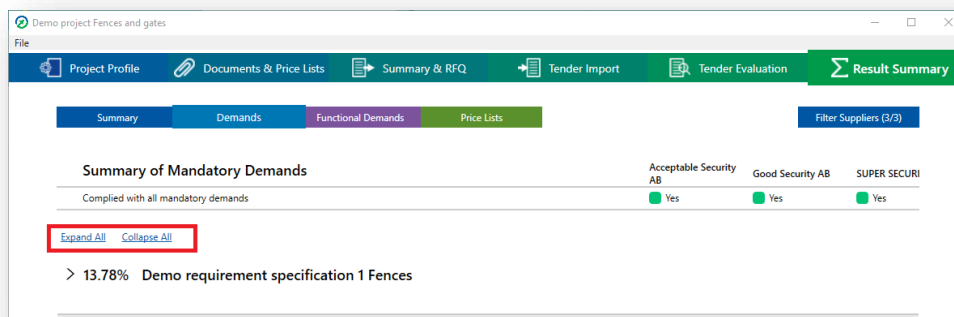 Demo project Fences and gates
File
Project Profile Documents & Price Lists Summary & RFQ Tender Import Tender Evaluation Result Summary
Summary Demands Functional Demands Price Lists Filter Suppliers (3/3)
Summary of Mandatory Demands Acceptable Security AB Good Security AB SUPER SECURI
Complied with all mandatory demands Yes Yes Yes
Expand All Collapse All
13.78% Demo requirement specification 1 Fences